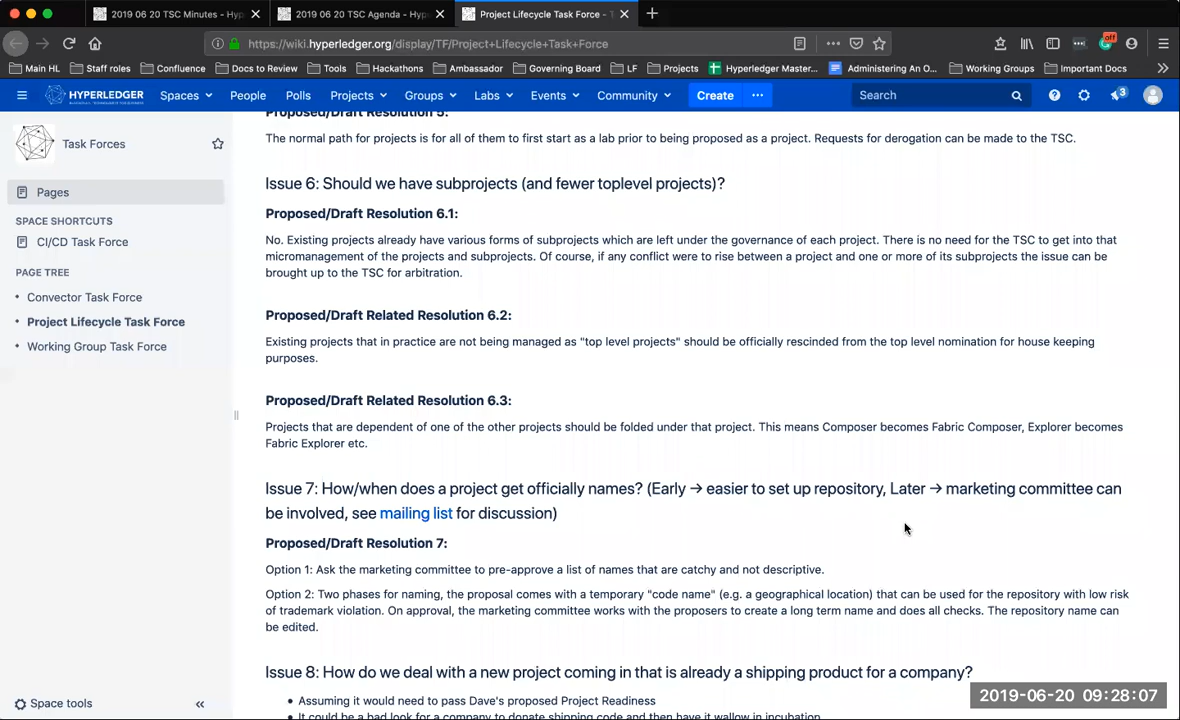 2019 06 20 TSC Minutes - Hyp
2019 06 20 TSC Agenda - Hyp
Project Lifecycle Task Force - T
https://wiki.hyperledger.org/display/TF/Project+Lifecycle+Task+Force
off
Main HL
Staff roles
Confluence
Docs to Review
Tools
Hackathons
Ambassador
Governing Board
LF
Projects
Hyperledger Master...
Administering An O...
Working Groups
Important Docs
HYPERLEDGER
Spaces
People
Polls
Projects
Groups
Labs
Events
Community
Create
Search
3
Task Forces
Pages
SPACE SHORTCUTS
CI/CD Task Force
PAGE TREE
• Convector Task Force
• Project Lifecycle Task Force
• Working Group Task Force
Space tools
Proposed/Draft Resolution 5:
The normal path for projects is for all of them to first start as a lab prior to being proposed as a project. Requests for derogation can be made to the TSC.
Issue 6: Should we have subprojects (and fewer toplevel projects)?
Proposed/Draft Resolution 6.1:
No. Existing projects already have various forms of subprojects which are left under the governance of each project. There is no need for the TSC to get into that
micromanagement of the projects and subprojects. Of course, if any conflict were to rise between a project and one or more of its subprojects the issue can be
brought up to the TSC for arbitration.
Proposed/Draft Related Resolution 6.2:
Existing projects that in practice are not being managed as "top level projects" should be officially rescinded from the top level nomination for house keeping
purposes.
Proposed/Draft Related Resolution 6.3:
Projects that are dependent of one of the other projects should be folded under that project. This means Composer becomes Fabric Composer, Explorer becomes
Fabric Explorer etc.
Issue 7: How/when does a project get officially names? (Early → easier to set up repository, Later → marketing committee can
be involved, see mailing list for discussion)
Proposed/Draft Resolution 7:
Option 1: Ask the marketing committee to pre-approve a list of names that are catchy and not descriptive.
Option 2: Two phases for naming, the proposal comes with a temporary "code name" (e.g. a geographical location) that can be used for the repository with low risk
of trademark violation. On approval, the marketing committee works with the proposers to create a long term name and does all checks. The repository name can
be edited.
Issue 8: How do we deal with a new project coming in that is already a shipping product for a company?
• Assuming it would need to pass Dave's proposed Project Readiness
• It could be a bad look for a company to donate shipping code and then have it wallow in incubation
2019-06-20 09:28:07